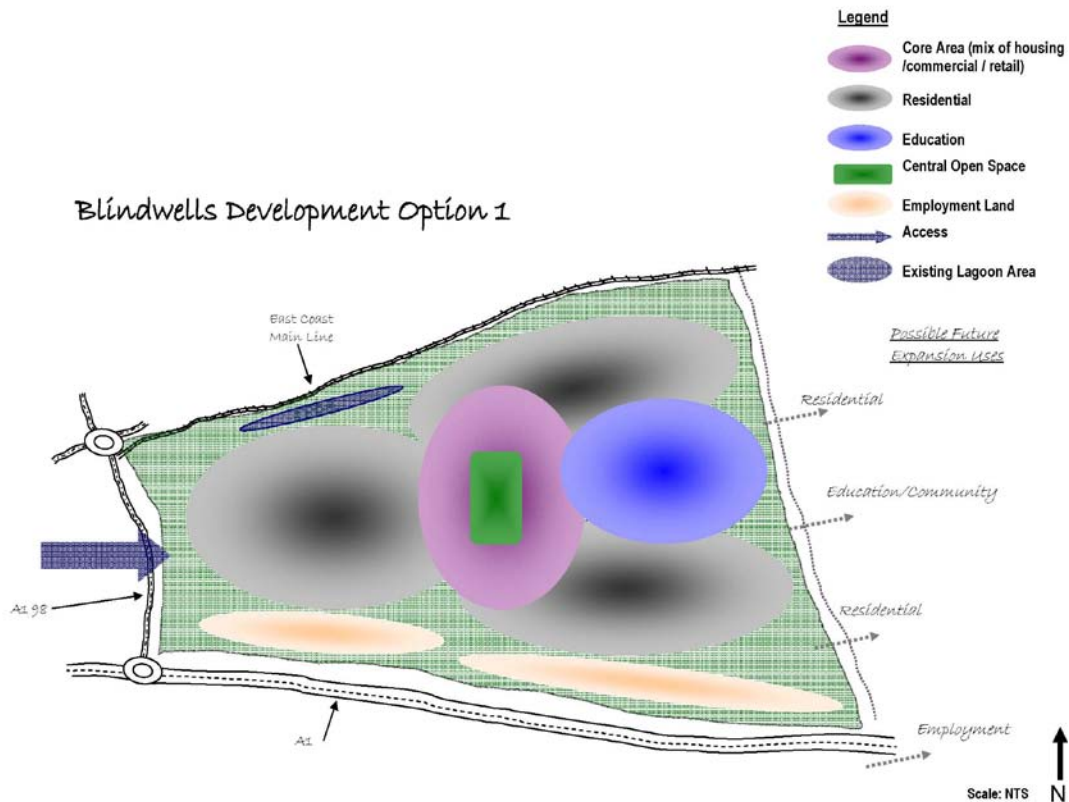 Legend
Core Area (mix of housing
/commercial / retail)
Residential
Education
Central Open Space
Employment Land
Access
Existing Lagoon Area
Blindwells Development Option 1
East Coast
Main Line
Possible Future
Expansion Uses
Residential
Education/Community
A198
Residential
A1
Employment
Scale: NTS
N